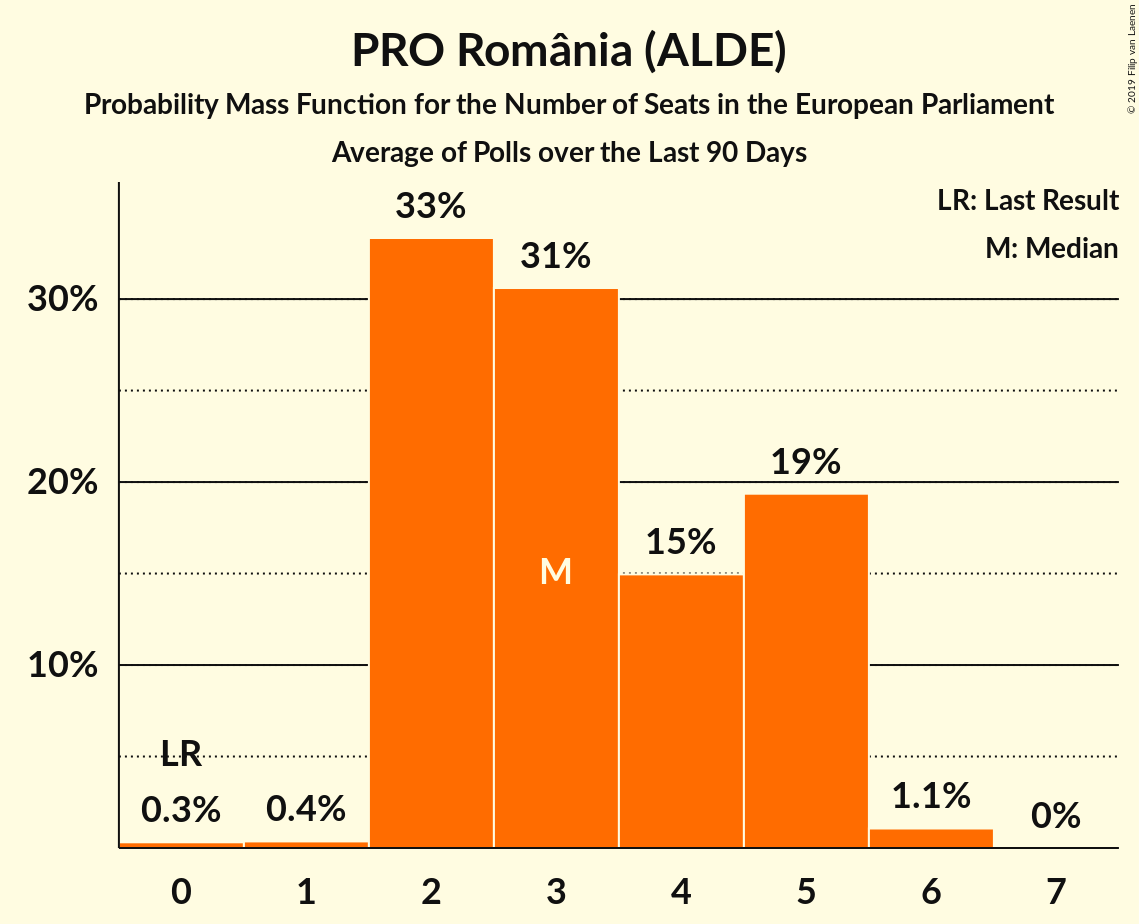 PRO România (ALDE)
Probability Mass Function for the Number of Seats in the European Parliament
Average of Polls over the Last 90 Days
© 2019 Filip van Laenen
LR: Last Result
M: Median
33%
31%
30%
20%
19%
15%
M
10%
LR
0.3%
0.4%
1.1%
0%
0 1 2 3 4 5 6 7